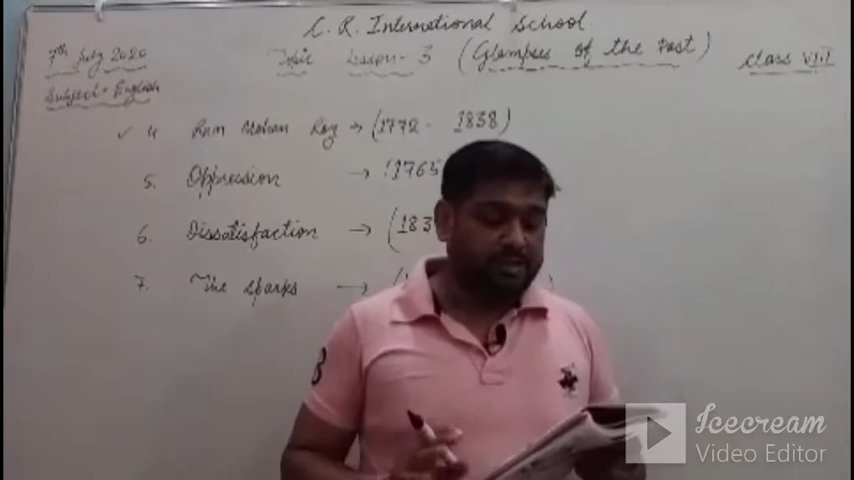 C. R. International School
7th July 2020 Topic Lesson - 3 (Glimpses of the Past) Class VIII
Subject - English
✓ 4 Ram Mohan Roy → (1772 - 1838)
5. Oppression → (1765
6. Dissatisfaction → (183
7. The Sparks → (
3
Icecream
Video Editor